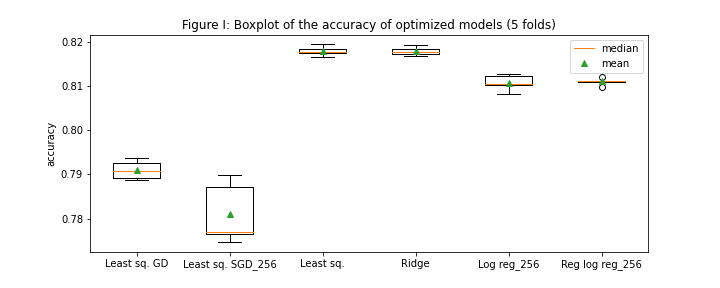 Figure I: Boxplot of the accuracy of optimized models (5 folds)
median
mean
accuracy
0.82
0.81
0.80
0.79
0.78
Least sq. GD
Least sq. SGD_256
Least sq.
Ridge
Log reg_256
Reg log reg_256